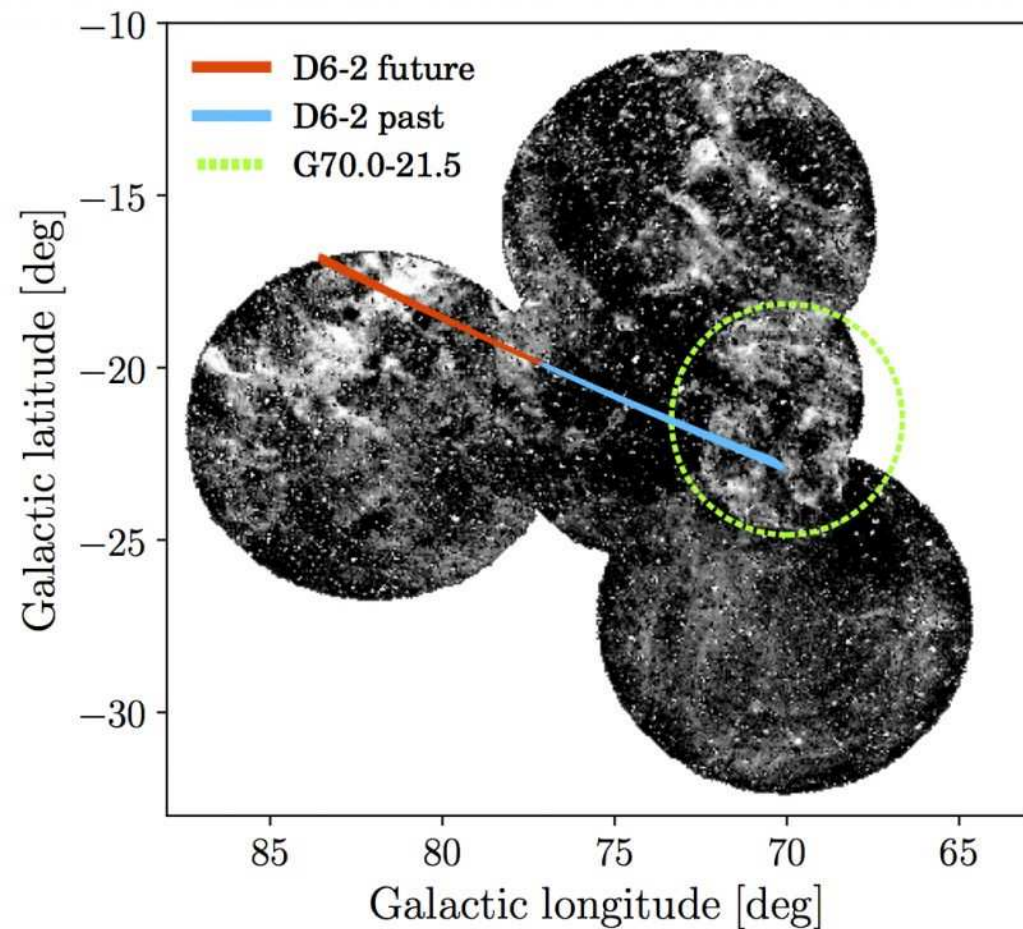 D6-2 future
D6-2 past
G70.0-21.5
−10
−15
−20
−25
−30
Galactic latitude [deg]
85 80 75 70 65
Galactic longitude [deg]